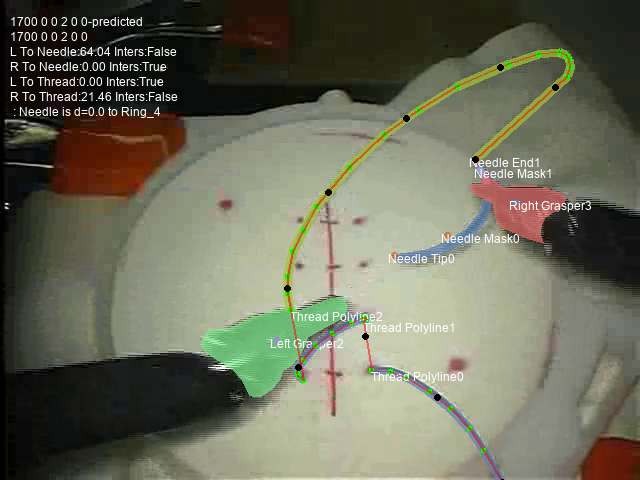 1700 0 0 2 0 0-predicted
1700 0 0 2 0 0
L To Needle:64.04 Inters:False
R To Needle:0.00 Inters:True
L To Thread:0.00 Inters:True
R To Thread:21.46 Inters:False
: Needle is d=0.0 to Ring_4
Needle End1
Needle Mask1
Right Grasper3
Needle Mask0
Needle Tip0
Thread Polyline2
Thread Polyline1
Left Grasper2
Thread Polyline0